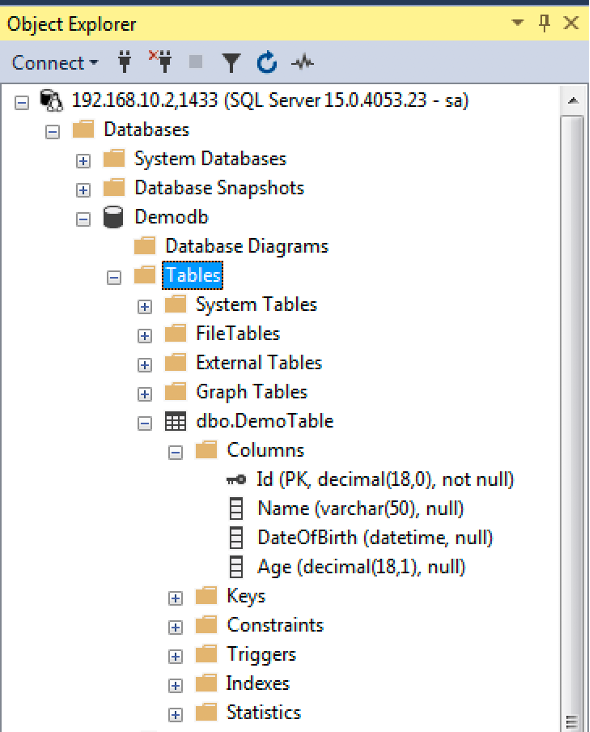 Object Explorer
Connect
192.168.10.2,1433 (SQL Server 15.0.4053.23 - sa)
Databases
System Databases
Database Snapshots
Demodb
Database Diagrams
Tables
System Tables
FileTables
External Tables
Graph Tables
dbo.DemoTable
Columns
Id (PK, decimal(18,0), not null)
Name (varchar(50), null)
DateOfBirth (datetime, null)
Age (decimal(18,1), null)
Keys
Constraints
Triggers
Indexes
Statistics